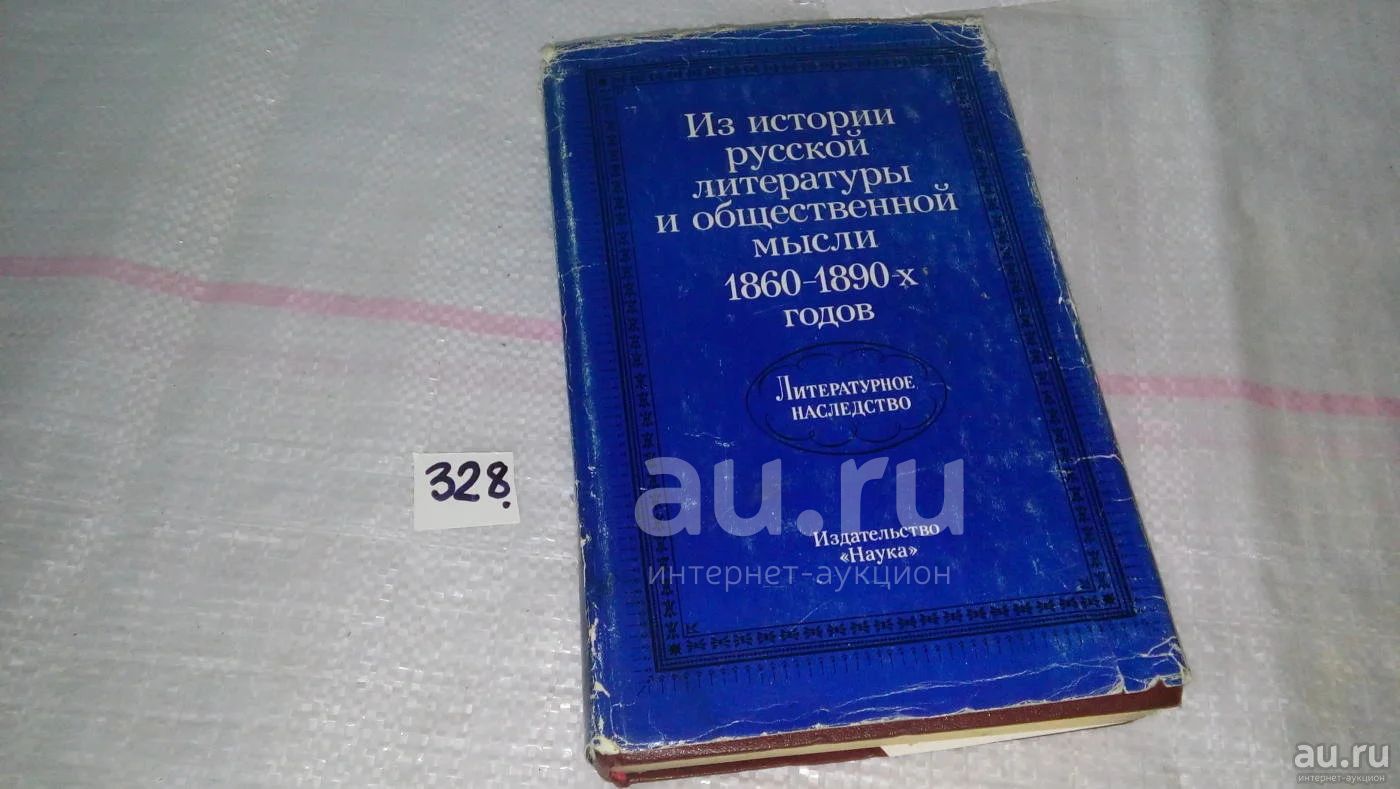 Из истории
русской
литературы
и общественной
мысли
1860-1890-х
годов
Литературное
наследство
328.
au.ru
Издательство
«Наука»
интернет-аукцион
au.ru
интернет-аукцион